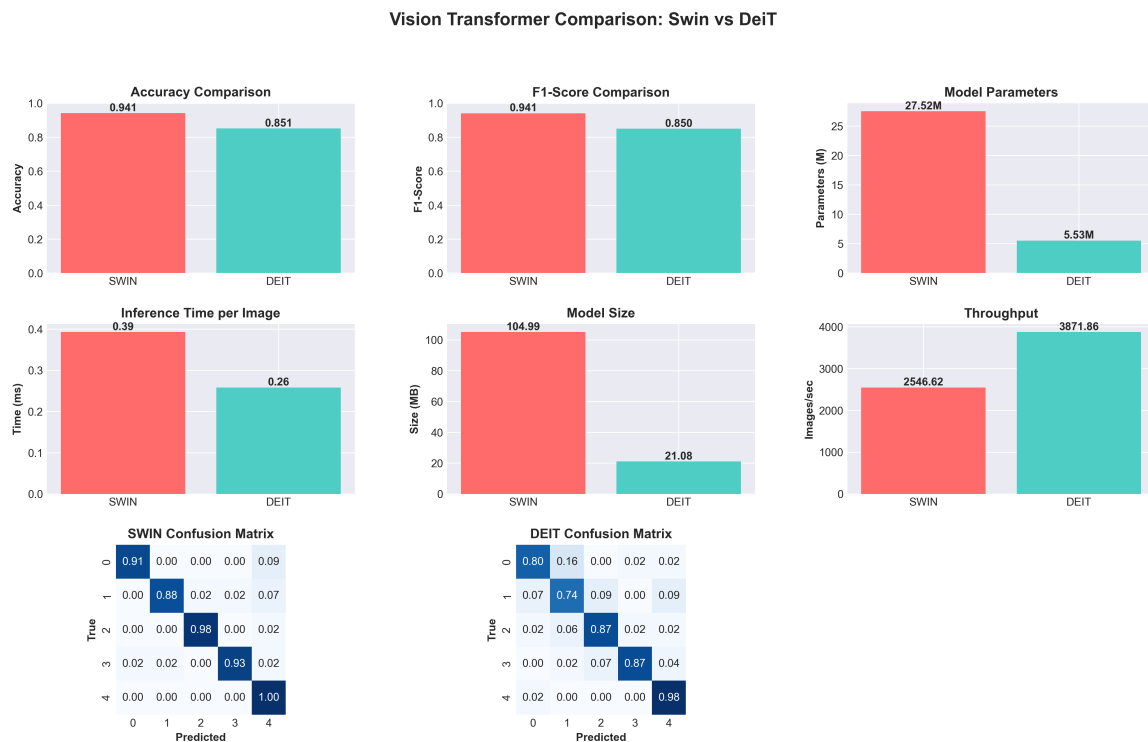 Vision Transformer Comparison: Swin vs DeiT
Accuracy Comparison
Accuracy
1.0
0.8
0.6
0.4
0.2
0.0
0.941
0.851
SWIN DEIT
F1-Score Comparison
F1-Score
1.0
0.8
0.6
0.4
0.2
0.0
0.941
0.850
SWIN DEIT
Model Parameters
Parameters (M)
25
20
15
10
5
0
27.52M
5.53M
SWIN DEIT
Inference Time per Image
Time (ms)
0.4
0.3
0.2
0.1
0.0
0.39
0.26
SWIN DEIT
Model Size
Size (MB)
100
80
60
40
20
0
104.99
21.08
SWIN DEIT
Throughput
Images/sec
4000
3000
2000
1000
0
2546.62
3871.86
SWIN DEIT
SWIN Confusion Matrix
True
0 0.91 0.00 0.00 0.00 0.09
1 0.00 0.88 0.02 0.02 0.07
2 0.00 0.00 0.98 0.00 0.02
3 0.02 0.02 0.00 0.93 0.02
4 0.00 0.00 0.00 0.00 1.00
0 1 2 3 4
Predicted
DEIT Confusion Matrix
True
0 0.80 0.16 0.00 0.02 0.02
1 0.07 0.74 0.09 0.00 0.09
2 0.02 0.06 0.87 0.02 0.02
3 0.00 0.02 0.07 0.87 0.04
4 0.02 0.00 0.00 0.00 0.98
0 1 2 3 4
Predicted